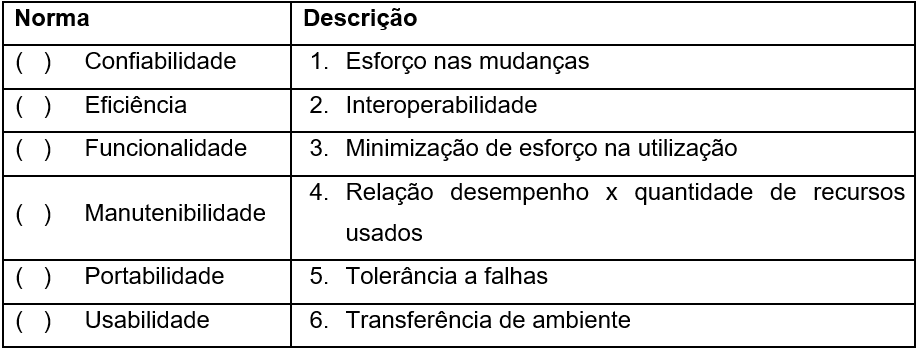 Norma Descrição
( ) Confiabilidade 1. Esforço nas mudanças
( ) Eficiência 2. Interoperabilidade
( ) Funcionalidade 3. Minimização de esforço na utilização
( ) Manutenibilidade 4. Relação desempenho x quantidade de recursos
usados
( ) Portabilidade 5. Tolerância a falhas
( ) Usabilidade 6. Transferência de ambiente